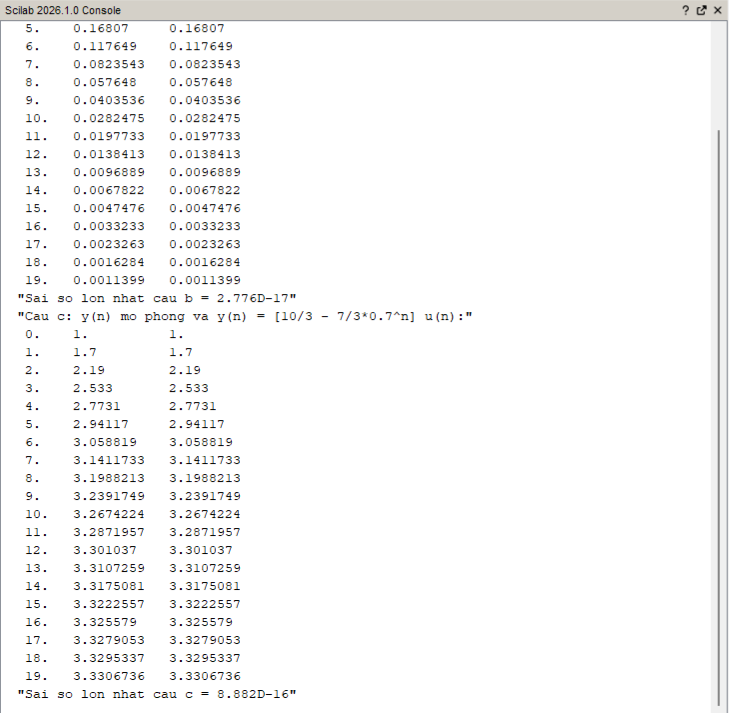 Scilab 2026.1.0 Console
5. 0.16807 0.16807
6. 0.117649 0.117649
7. 0.0823543 0.0823543
8. 0.057648 0.057648
9. 0.0403536 0.0403536
10. 0.0282475 0.0282475
11. 0.0197733 0.0197733
12. 0.0138413 0.0138413
13. 0.0096889 0.0096889
14. 0.0067822 0.0067822
15. 0.0047476 0.0047476
16. 0.0033233 0.0033233
17. 0.0023263 0.0023263
18. 0.0016284 0.0016284
19. 0.0011399 0.0011399
"Sai so lon nhat cau b = 2.776D-17"
"Cau c: y(n) mo phong va y(n) = [10/3 - 7/3*0.7^n] u(n):"
0. 1. 1.
1. 1.7 1.7
2. 2.19 2.19
3. 2.533 2.533
4. 2.7731 2.7731
5. 2.94117 2.94117
6. 3.058819 3.058819
7. 3.1411733 3.1411733
8. 3.1988213 3.1988213
9. 3.2391749 3.2391749
10. 3.2674224 3.2674224
11. 3.2871957 3.2871957
12. 3.301037 3.301037
13. 3.3107259 3.3107259
14. 3.3175081 3.3175081
15. 3.3222557 3.3222557
16. 3.325579 3.325579
17. 3.3279053 3.3279053
18. 3.3295337 3.3295337
19. 3.3306736 3.3306736
"Sai so lon nhat cau c = 8.882D-16"